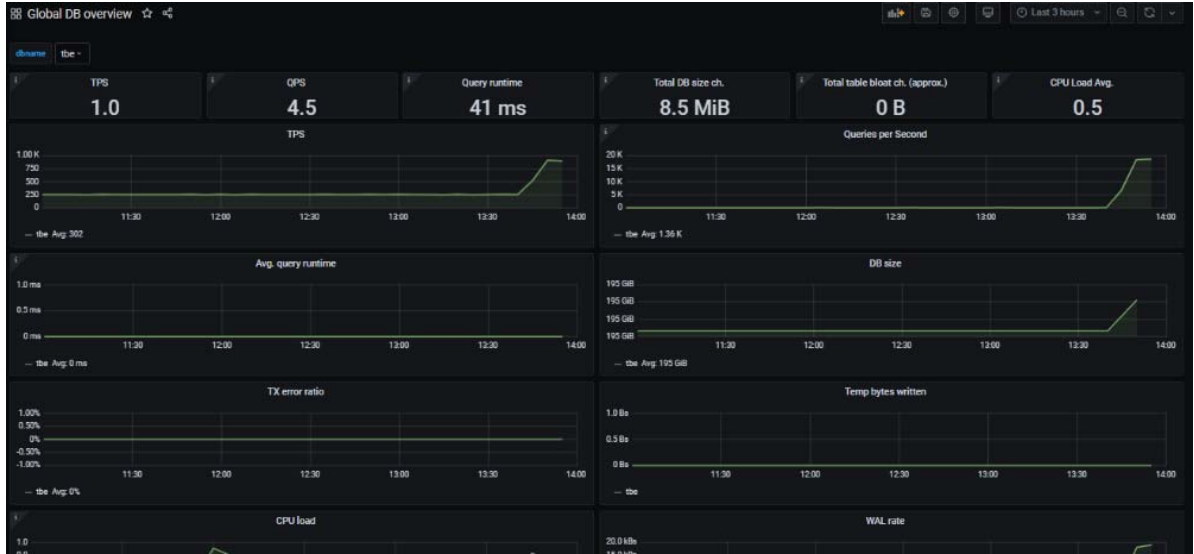 Global DB overview
Last 3 hours
dbname tbe
TPS
1.0
QPS
4.5
Query runtime
41 ms
Total DB size ch.
8.5 MiB
Total table bloat ch. (approx.)
0 B
CPU Load Avg.
0.5
TPS
1.00 K
750
500
250
0
11:30 12:00 12:30 13:00 13:30 14:00
tbe Avg: 302
Queries per Second
20 K
15 K
10 K
5 K
0
11:30 12:00 12:30 13:00 13:30 14:00
tbe Avg: 1.36 K
Avg. query runtime
1.0 ms
0.5 ms
0 ms
11:30 12:00 12:30 13:00 13:30 14:00
tbe Avg: 0 ms
DB size
195 GiB
195 GiB
195 GiB
195 GiB
11:30 12:00 12:30 13:00 13:30 14:00
tbe Avg: 195 GiB
TX error ratio
1.00%
0.50%
0%
-0.50%
-1.00%
11:30 12:00 12:30 13:00 13:30 14:00
tbe Avg: 0%
Temp bytes written
1.0 Bs
0.5 Bs
0 Bs
11:30 12:00 12:30 13:00 13:30 14:00
tbe
CPU load
1.0
WAL rate
20.0 kBs